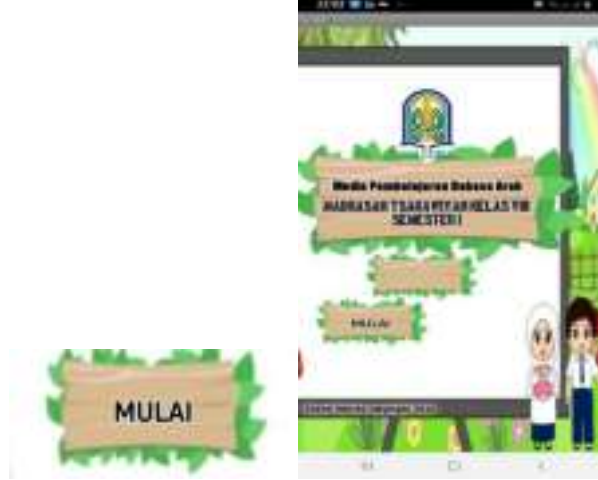 MULAI
Media Pembelajaran Bahasa Arab
MADRASAH TSANAWIYAH KELAS VIII
SEMESTER I
MULAI